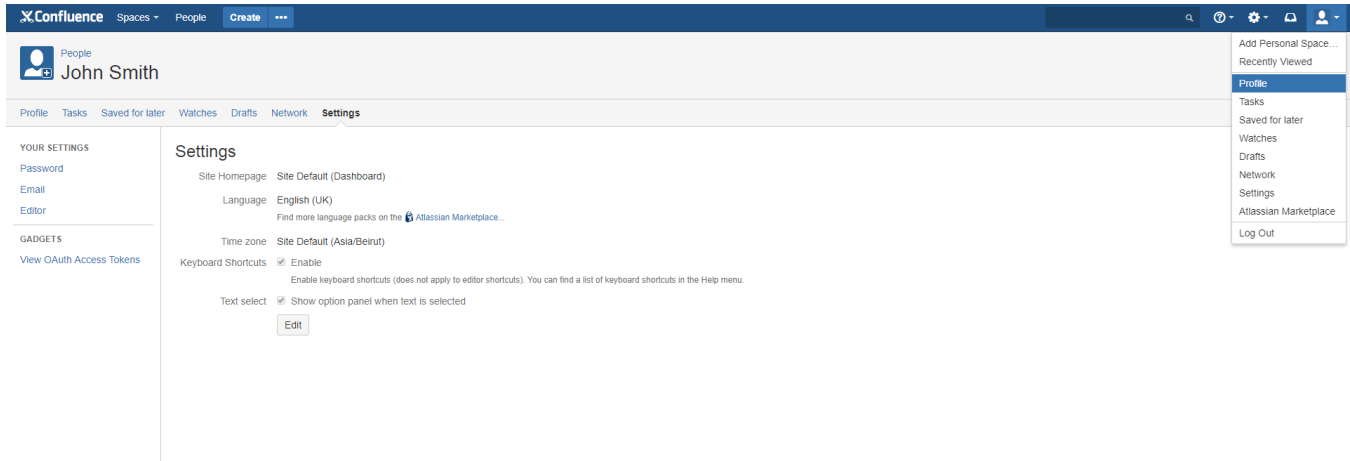 Confluence Spaces People Create
People
John Smith
Profile Tasks Saved for later Watches Drafts Network Settings
YOUR SETTINGS
Password
Email
Editor
GADGETS
View OAuth Access Tokens
Settings
Site Homepage Site Default (Dashboard)
Language English (UK)
Find more language packs on the Atlassian Marketplace...
Time zone Site Default (Asia/Beirut)
Keyboard Shortcuts Enable
Enable keyboard shortcuts (does not apply to editor shortcuts). You can find a list of keyboard shortcuts in the Help menu.
Text select Show option panel when text is selected
Edit
Add Personal Space...
Recently Viewed
Profile
Tasks
Saved for later
Watches
Drafts
Network
Settings
Atlassian Marketplace
Log Out